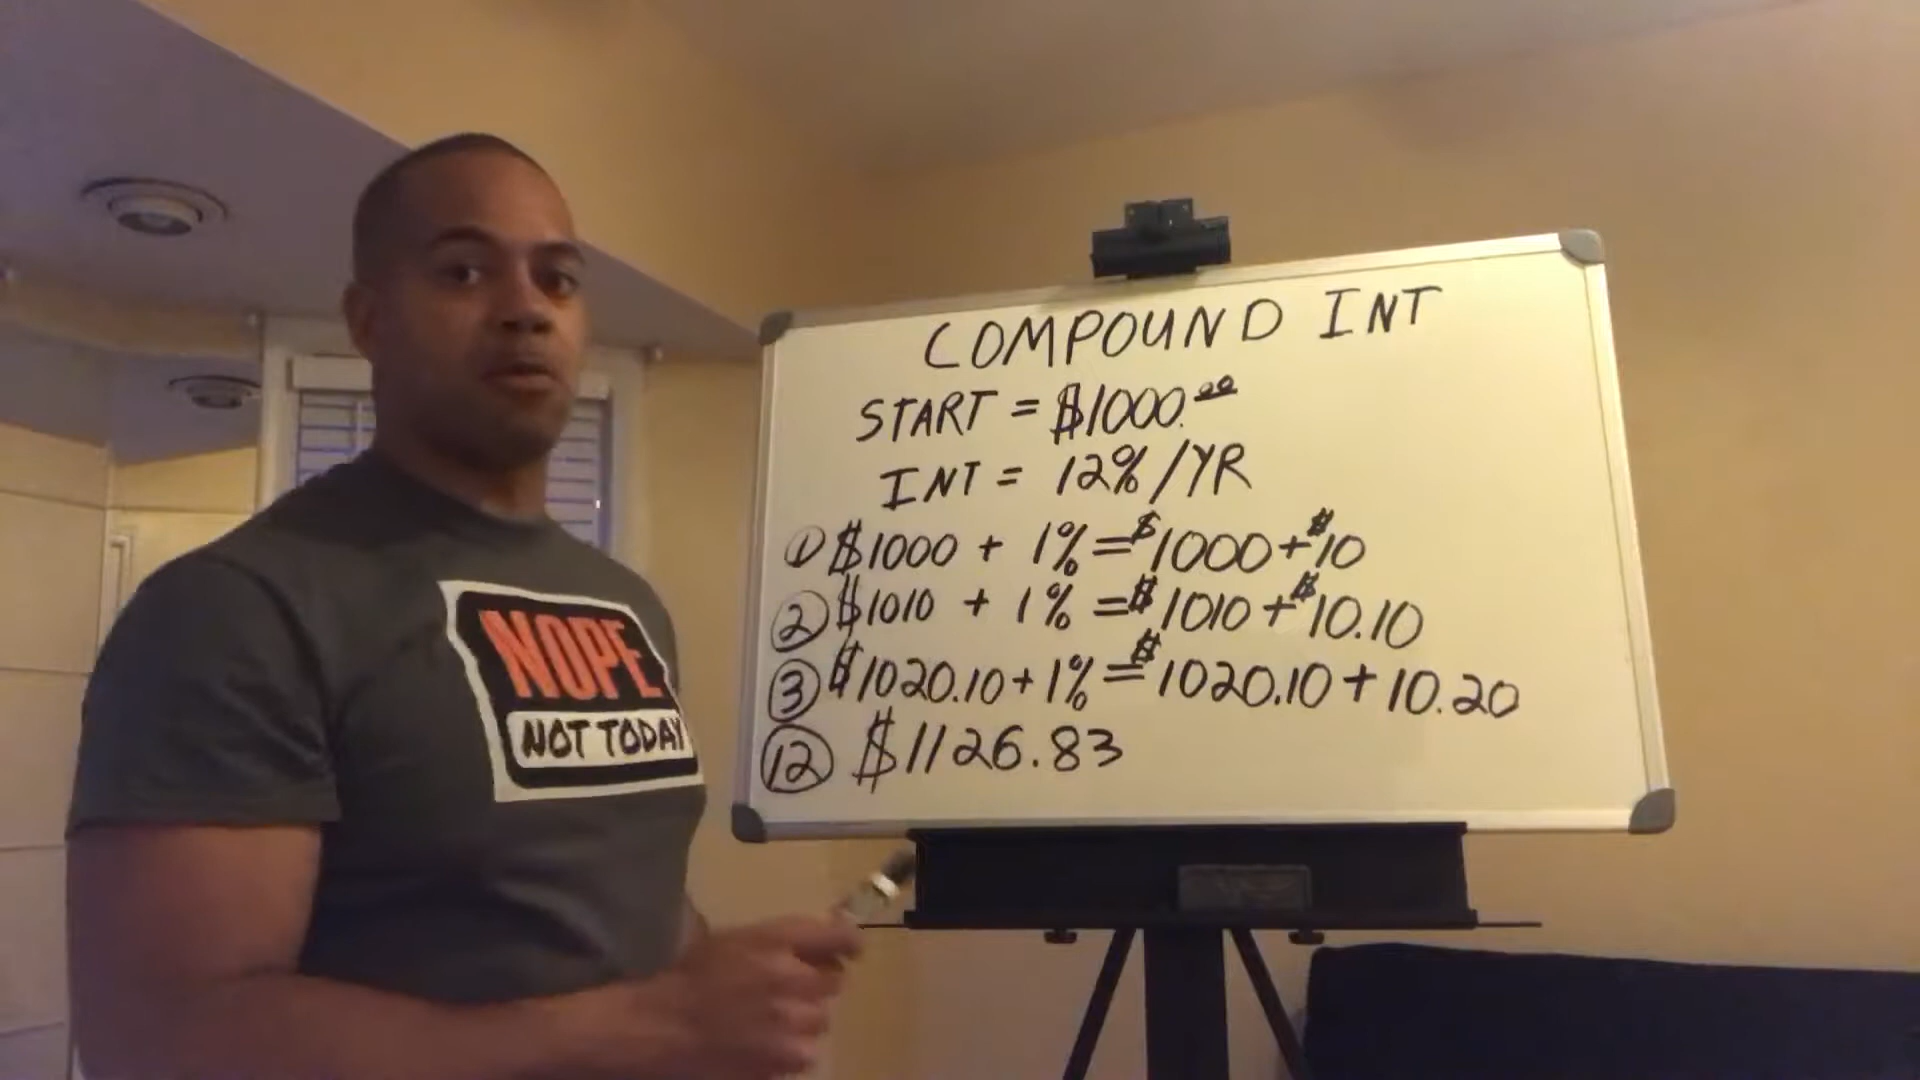 NOPE
NOT TODAY
COMPOUND INT
START = $1000.00
INT = 12%/YR
① $1000 + 1% = $1000 + $10
② $1010 + 1% = $1010 + $10.10
③ $1020.10 + 1% = $1020.10 + 10.20
⑫ $1126.83